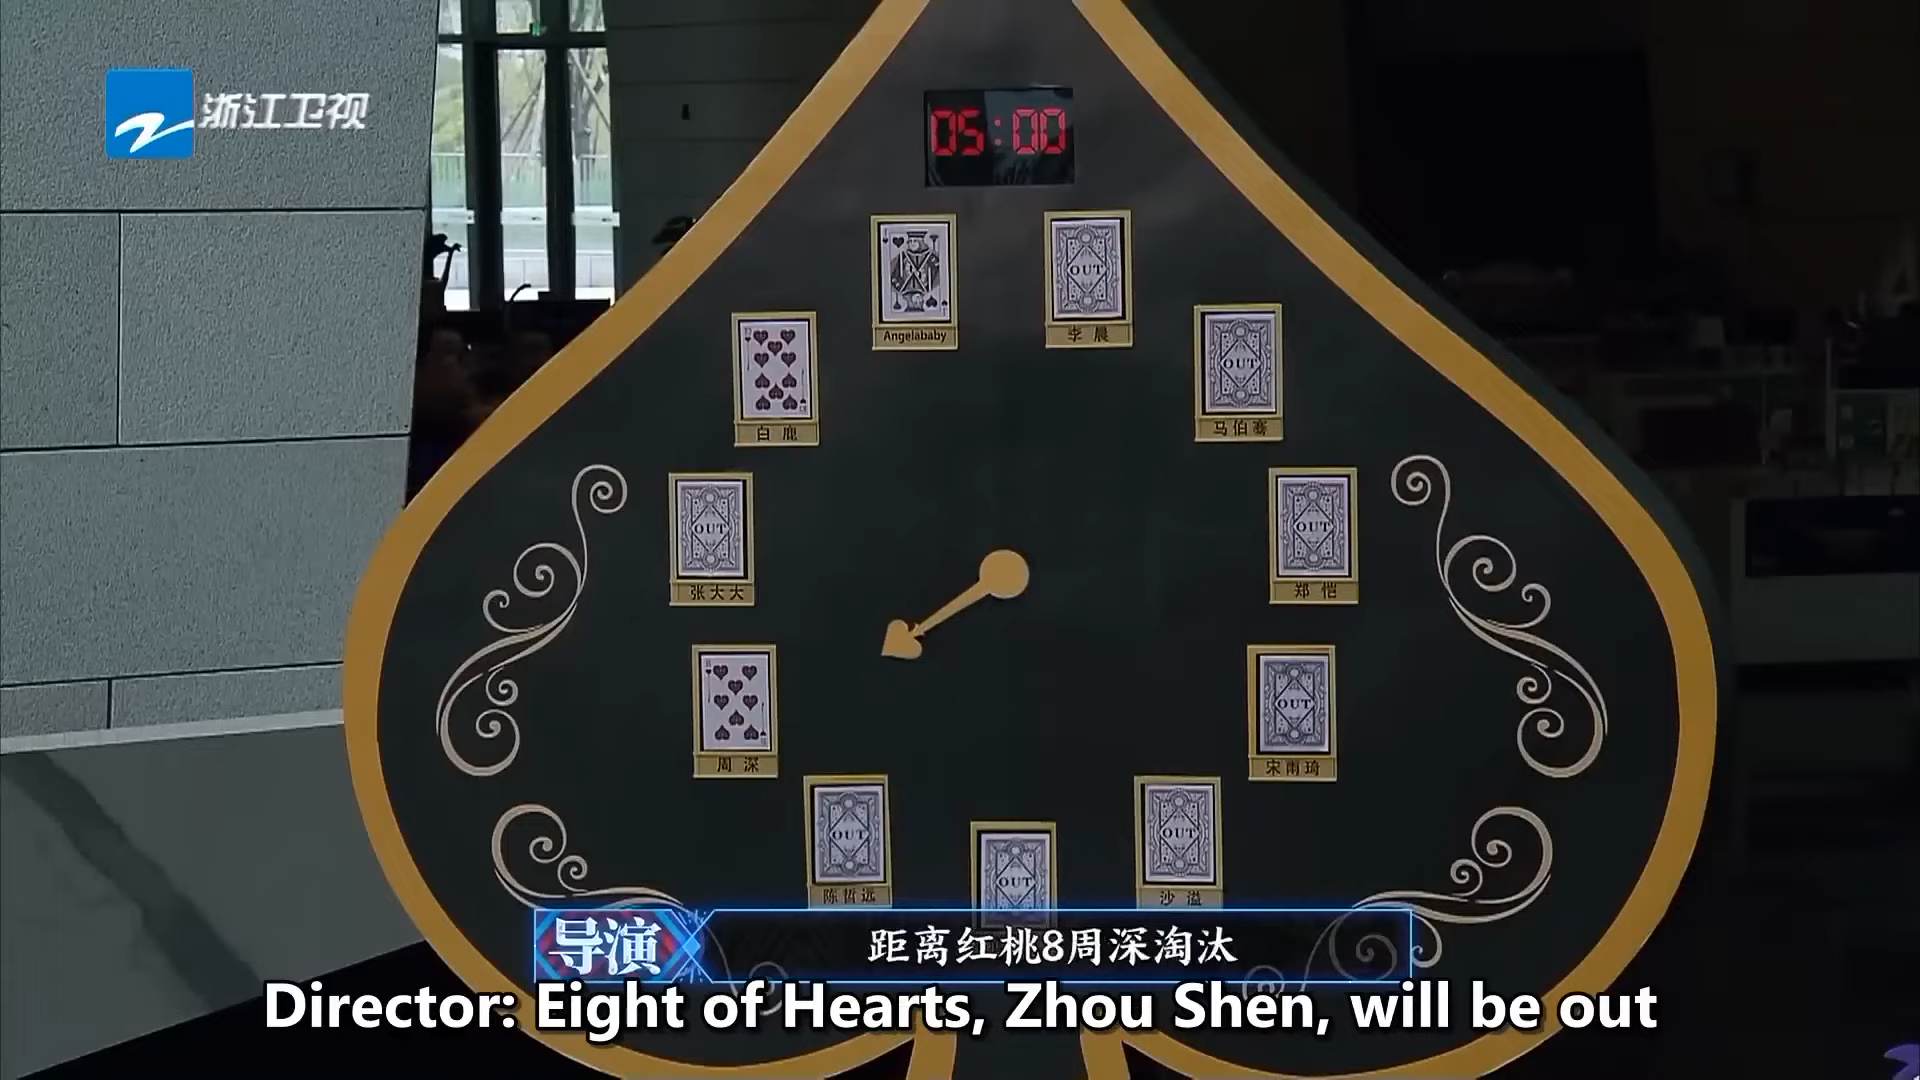 浙江卫视
05:00
Angelababy
OUT
李晨
白鹿
OUT
马伯骞
OUT
张大大
OUT
郑恺
8
周深
OUT
宋雨琦
OUT
陈哲远
OUT
OUT
沙溢
导演
距离红桃8周深淘汰
Director: Eight of Hearts, Zhou Shen, will be out